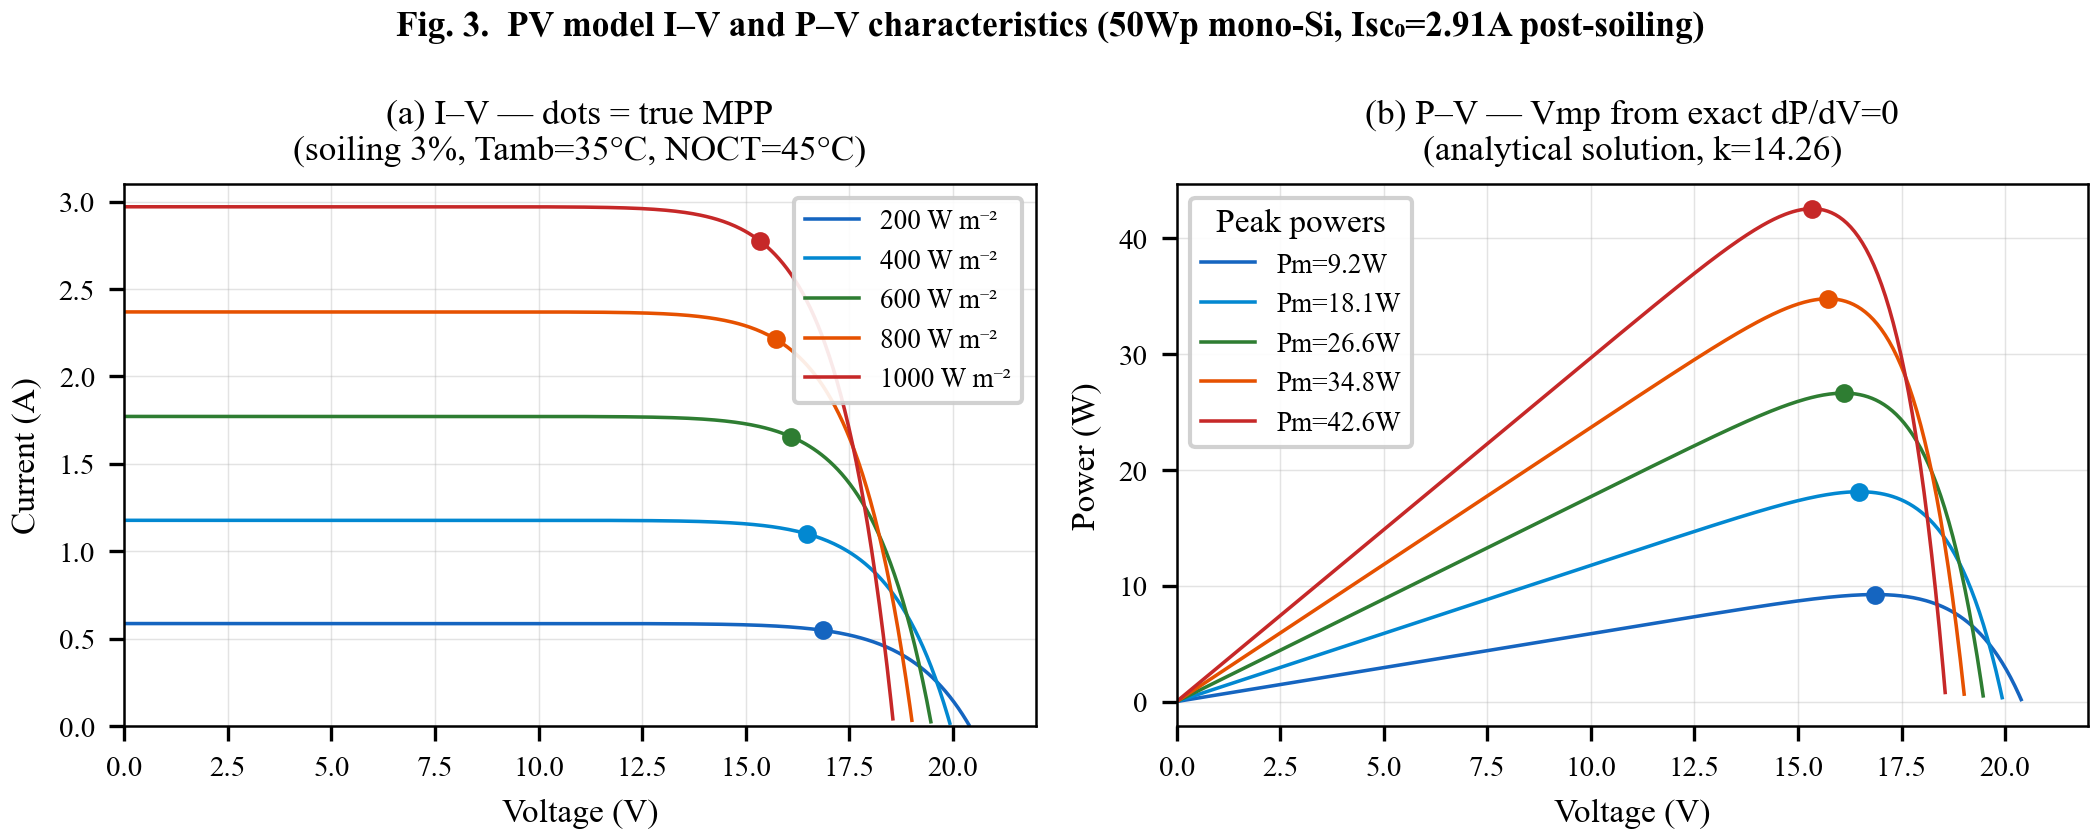 Fig. 3.  PV model I–V and P–V characteristics (50Wp mono-Si, Isc₀=2.91A post-soiling)
(a) I–V — dots = true MPP
(soiling 3%, Tamb=35°C, NOCT=45°C)
3.0
2.5
2.0
1.5
1.0
0.5
0.0
Current (A)
200 W m⁻²
400 W m⁻²
600 W m⁻²
800 W m⁻²
1000 W m⁻²
0.0 2.5 5.0 7.5 10.0 12.5 15.0 17.5 20.0
Voltage (V)
(b) P–V — Vmp from exact dP/dV=0
(analytical solution, k=14.26)
40
30
20
10
0
Power (W)
Peak powers
Pm=9.2W
Pm=18.1W
Pm=26.6W
Pm=34.8W
Pm=42.6W
0.0 2.5 5.0 7.5 10.0 12.5 15.0 17.5 20.0
Voltage (V)